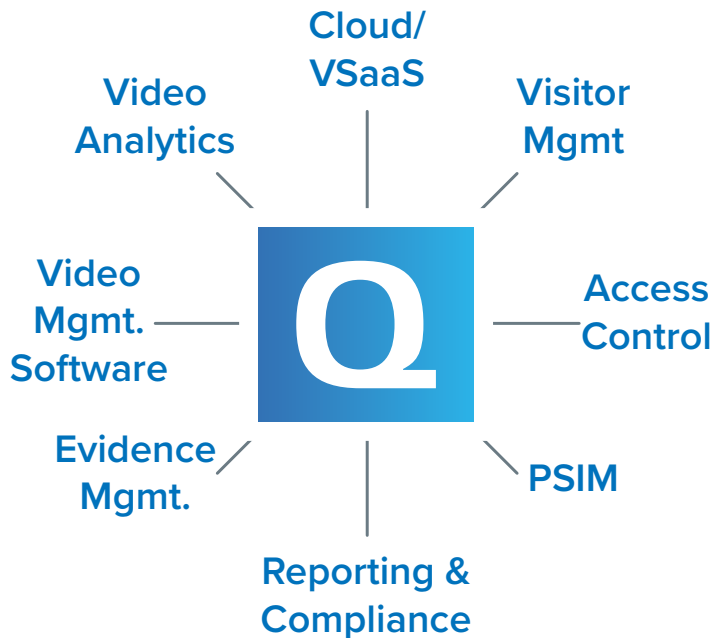 Cloud/
VSaaS
Video
Analytics
Visitor
Mgmt
Video
Mgmt.
Software
Q
Access
Control
Evidence
Mgmt.
PSIM
Reporting &
Compliance